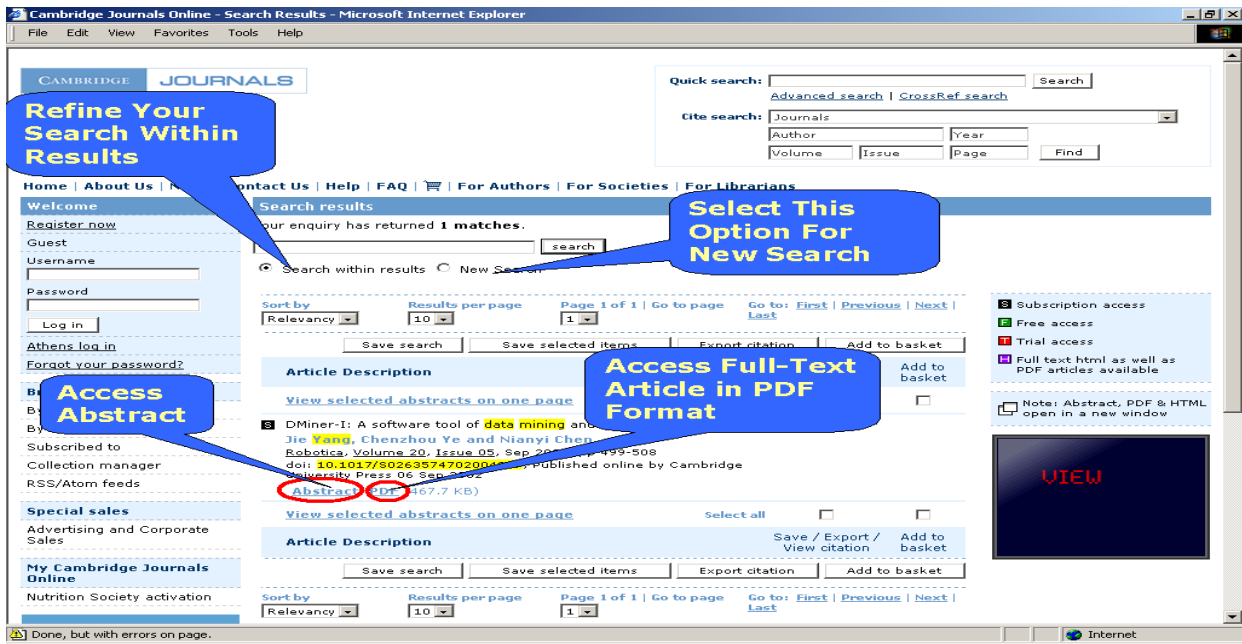 Cambridge Journals Online - Search Results - Microsoft Internet Explorer
File Edit View Favorites Tools Help
CAMBRIDGE JOURNALS
Quick search: Search
Advanced search | CrossRef search
Cite search: Journals
Author Year
Volume Issue Page Find
Refine Your
Search Within
Results
Home | About Us | Contact Us | Help | FAQ | | For Authors | For Societies | For Librarians
Welcome
Register now
Guest
Username
Password
Log in
Athens log in
Forgot your password?
By
By
Subscribed to
Collection manager
RSS/Atom feeds
Special sales
Advertising and Corporate
Sales
My Cambridge Journals
Online
Nutrition Society activation
Search results
Your enquiry has returned 1 matches.
search
Search within results New Search
Select This
Option For
New Search
Sort by Results per page Page 1 of 1 | Go to page Go to: First | Previous | Next |
Relevancy 10 1 Last
Save search Save selected items Export citation Add to basket
Article Description Add to
basket
Access Full-Text
Article in PDF
Format
Access
Abstract
View selected abstracts on one page
S DMiner-I: A software tool of data mining and
Jie Yang, Chenzhou Ye and Nianyi Chen
Robotica, Volume 20, Issue 05, Sep 499-508
doi: Published online by Cambridge
University Press 06 Sep
Abstract PDF (467.7 KB)
View selected abstracts on one page Select all
Article Description Save / Export / Add to
View citation basket
Save search Save selected items Export citation Add to basket
Sort by Results per page Page 1 of 1 | Go to page Go to: First | Previous | Next |
Relevancy 10 1 Last
S Subscription access
F Free access
T Trial access
H Full text html as well as
PDF articles available
Note: Abstract, PDF & HTML
open in a new window
VIEW
Done, but with errors on page. Internet